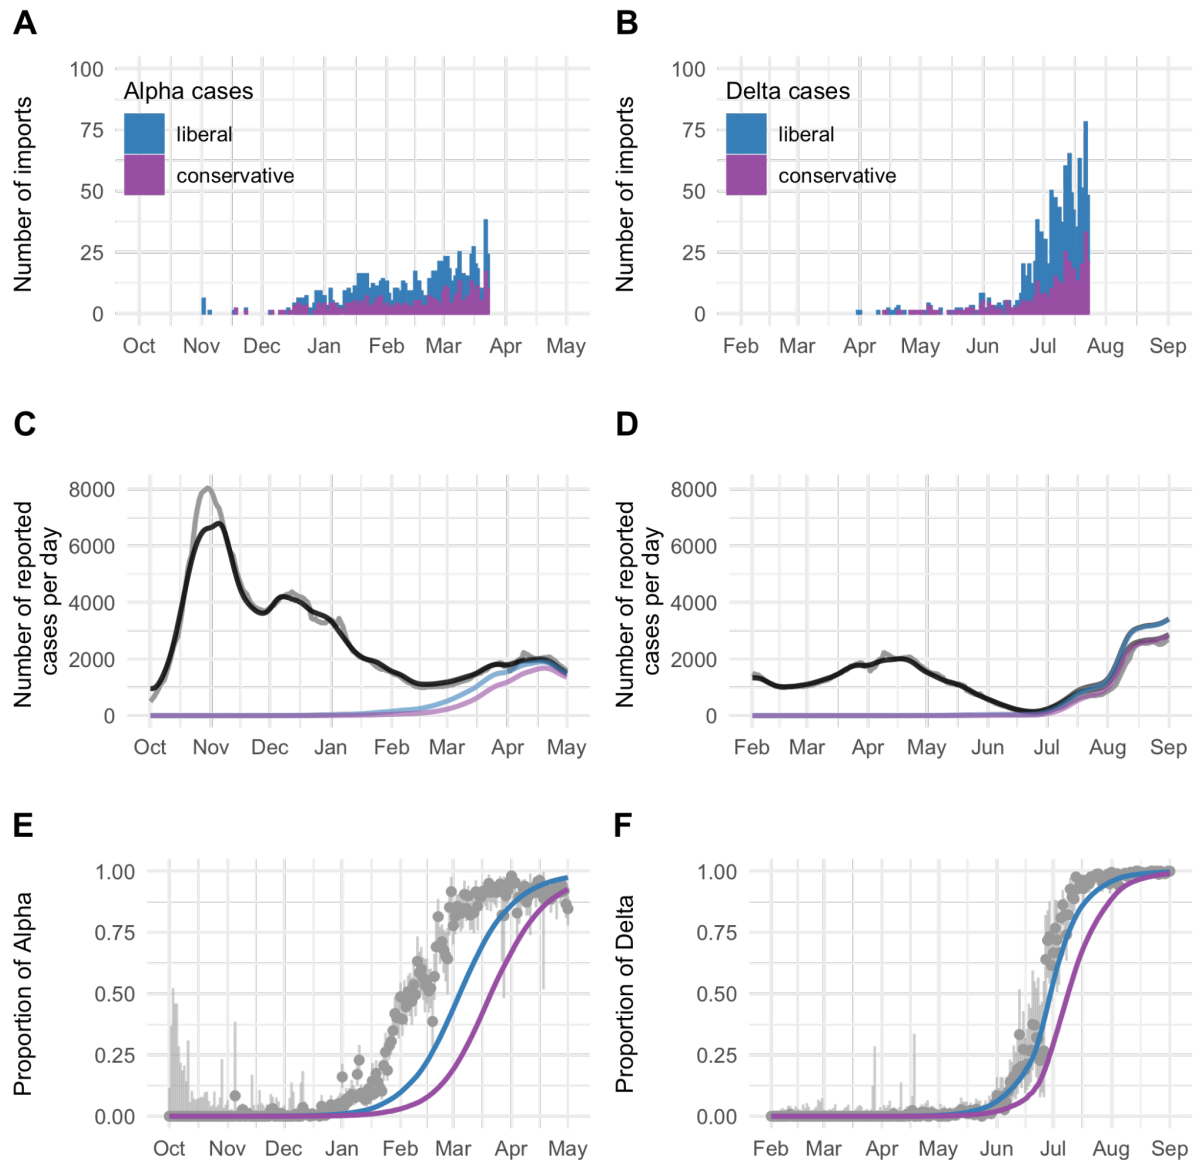 A
Number of imports
100
75
50
25
0
Alpha cases
liberal
conservative
Oct Nov Dec Jan Feb Mar Apr May
B
Number of imports
100
75
50
25
0
Delta cases
liberal
conservative
Feb Mar Apr May Jun Jul Aug Sep
C
Number of reported
cases per day
8000
6000
4000
2000
0
Oct Nov Dec Jan Feb Mar Apr May
D
Number of reported
cases per day
8000
6000
4000
2000
0
Feb Mar Apr May Jun Jul Aug Sep
E
Proportion of Alpha
1.00
0.75
0.50
0.25
0.00
Oct Nov Dec Jan Feb Mar Apr May
F
Proportion of Delta
1.00
0.75
0.50
0.25
0.00
Feb Mar Apr May Jun Jul Aug Sep